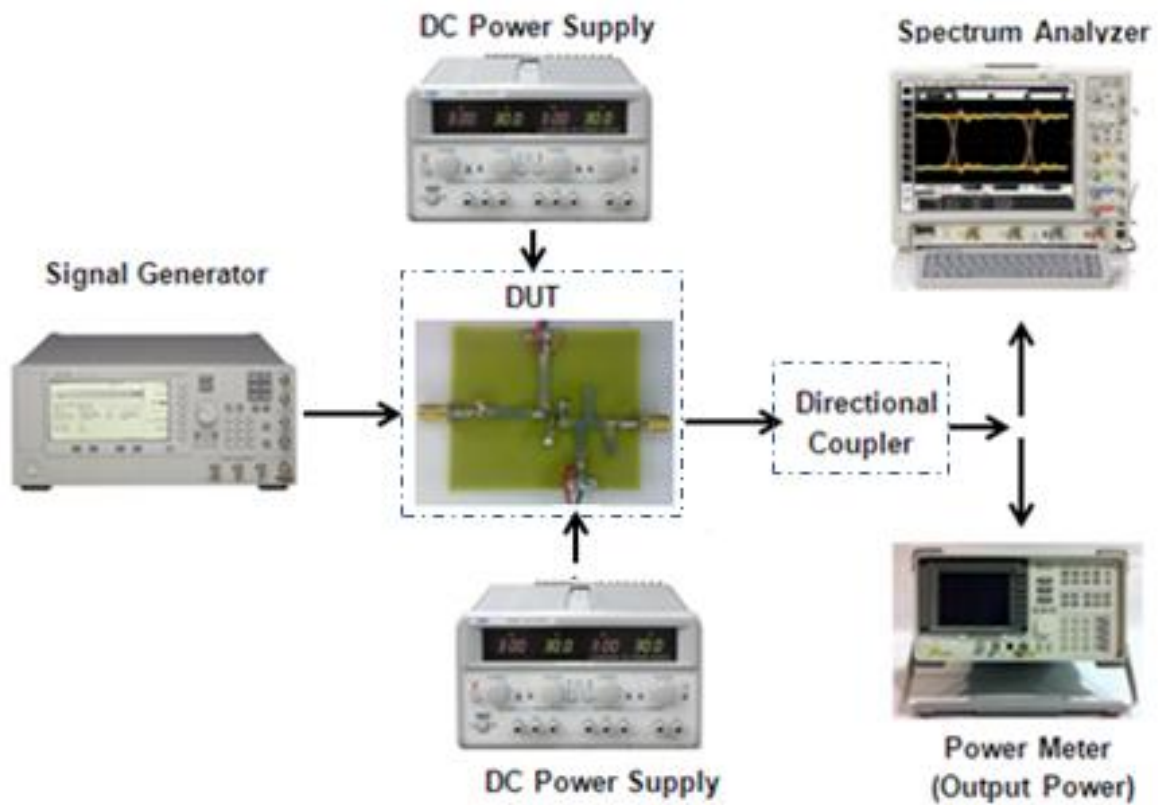 DC Power Supply
Spectrum Analyzer
Signal Generator
DUT
Directional
Coupler
DC Power Supply
Power Meter
(Output Power)